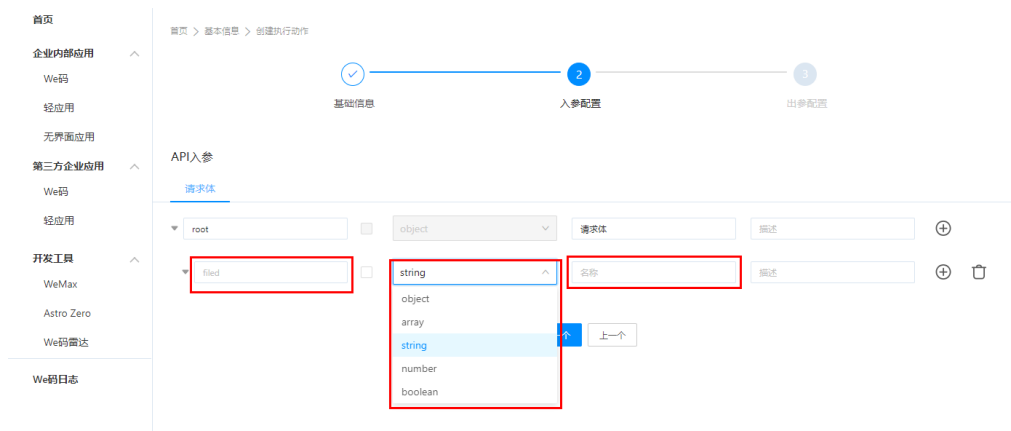 首页
企业内部应用
We码
轻应用
无界面应用
第三方企业应用
We码
轻应用
开发工具
WeMax
Astro Zero
We码雷达
We码日志
首页 > 基本信息 > 创建执行动作
2 3
基础信息 入参配置 出参配置
API入参
请求体
root object 请求体 描述
filed string 名称 描述
object
array
string
number
boolean
个 上一个